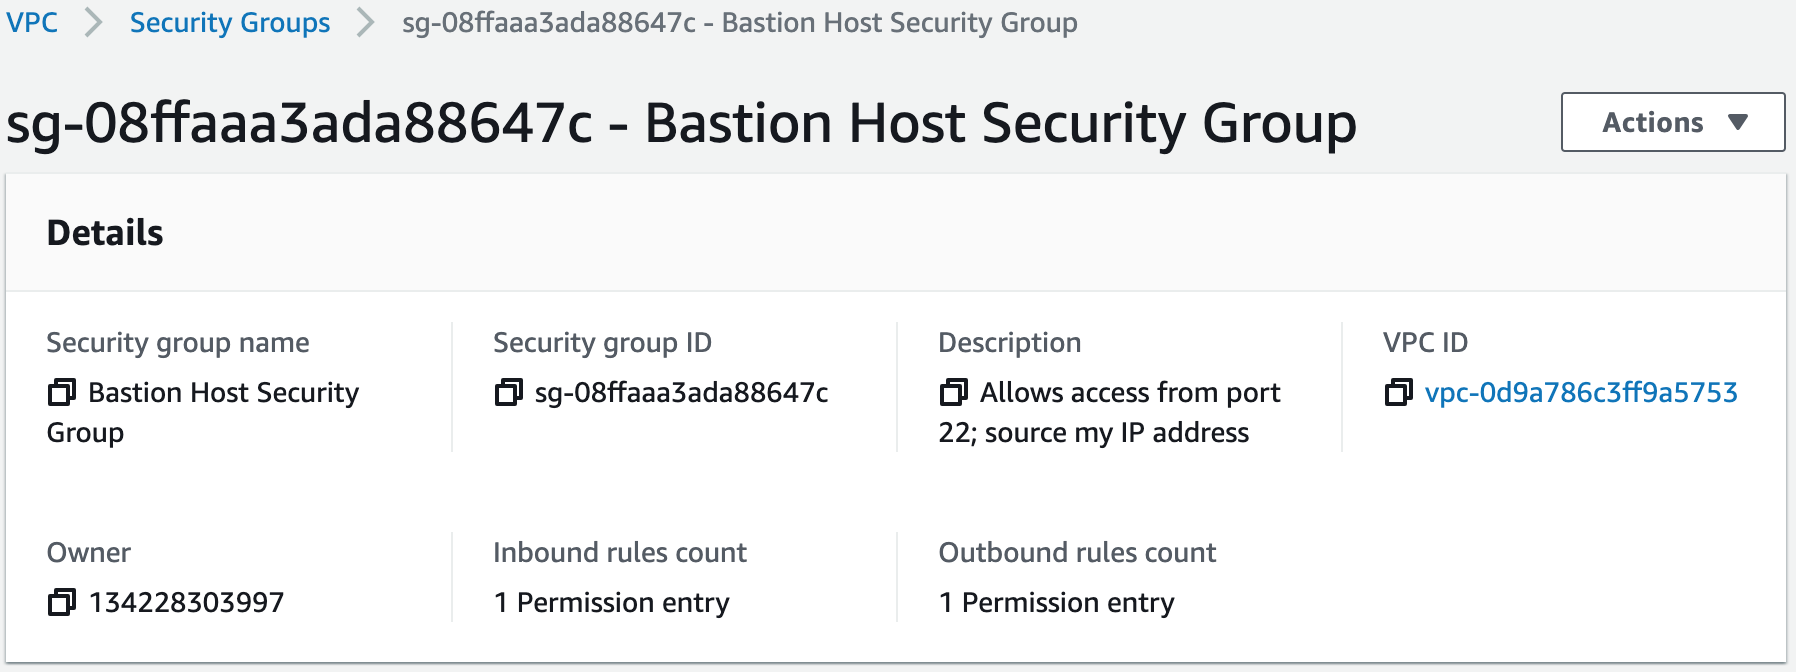 VPC > Security Groups > sg-08ffaaa3ada88647c - Bastion Host Security Group
sg-08ffaaa3ada88647c - Bastion Host Security Group
Actions ▼
Details
Security group name
Bastion Host Security
Group
Security group ID
sg-08ffaaa3ada88647c
Description
Allows access from port
22; source my IP address
VPC ID
vpc-0d9a786c3ff9a5753
Owner
134228303997
Inbound rules count
1 Permission entry
Outbound rules count
1 Permission entry